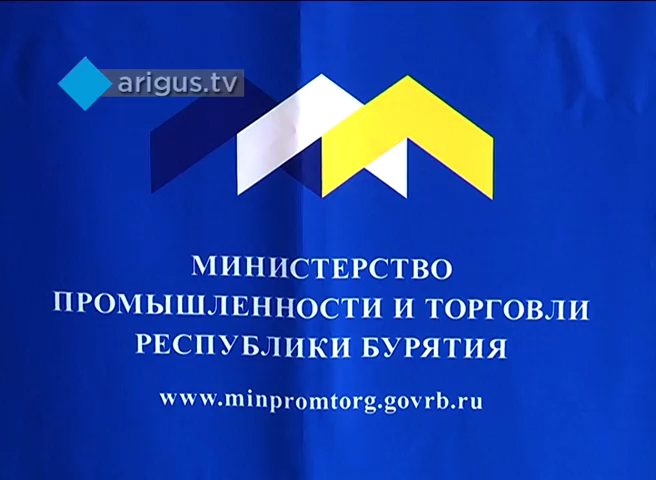 arigus.tv
МИНИСТЕРСТВО
ПРОМЫШЛЕННОСТИ И ТОРГОВЛИ
РЕСПУБЛИКИ БУРЯТИЯ
www.minpromtorg.govrb.ru